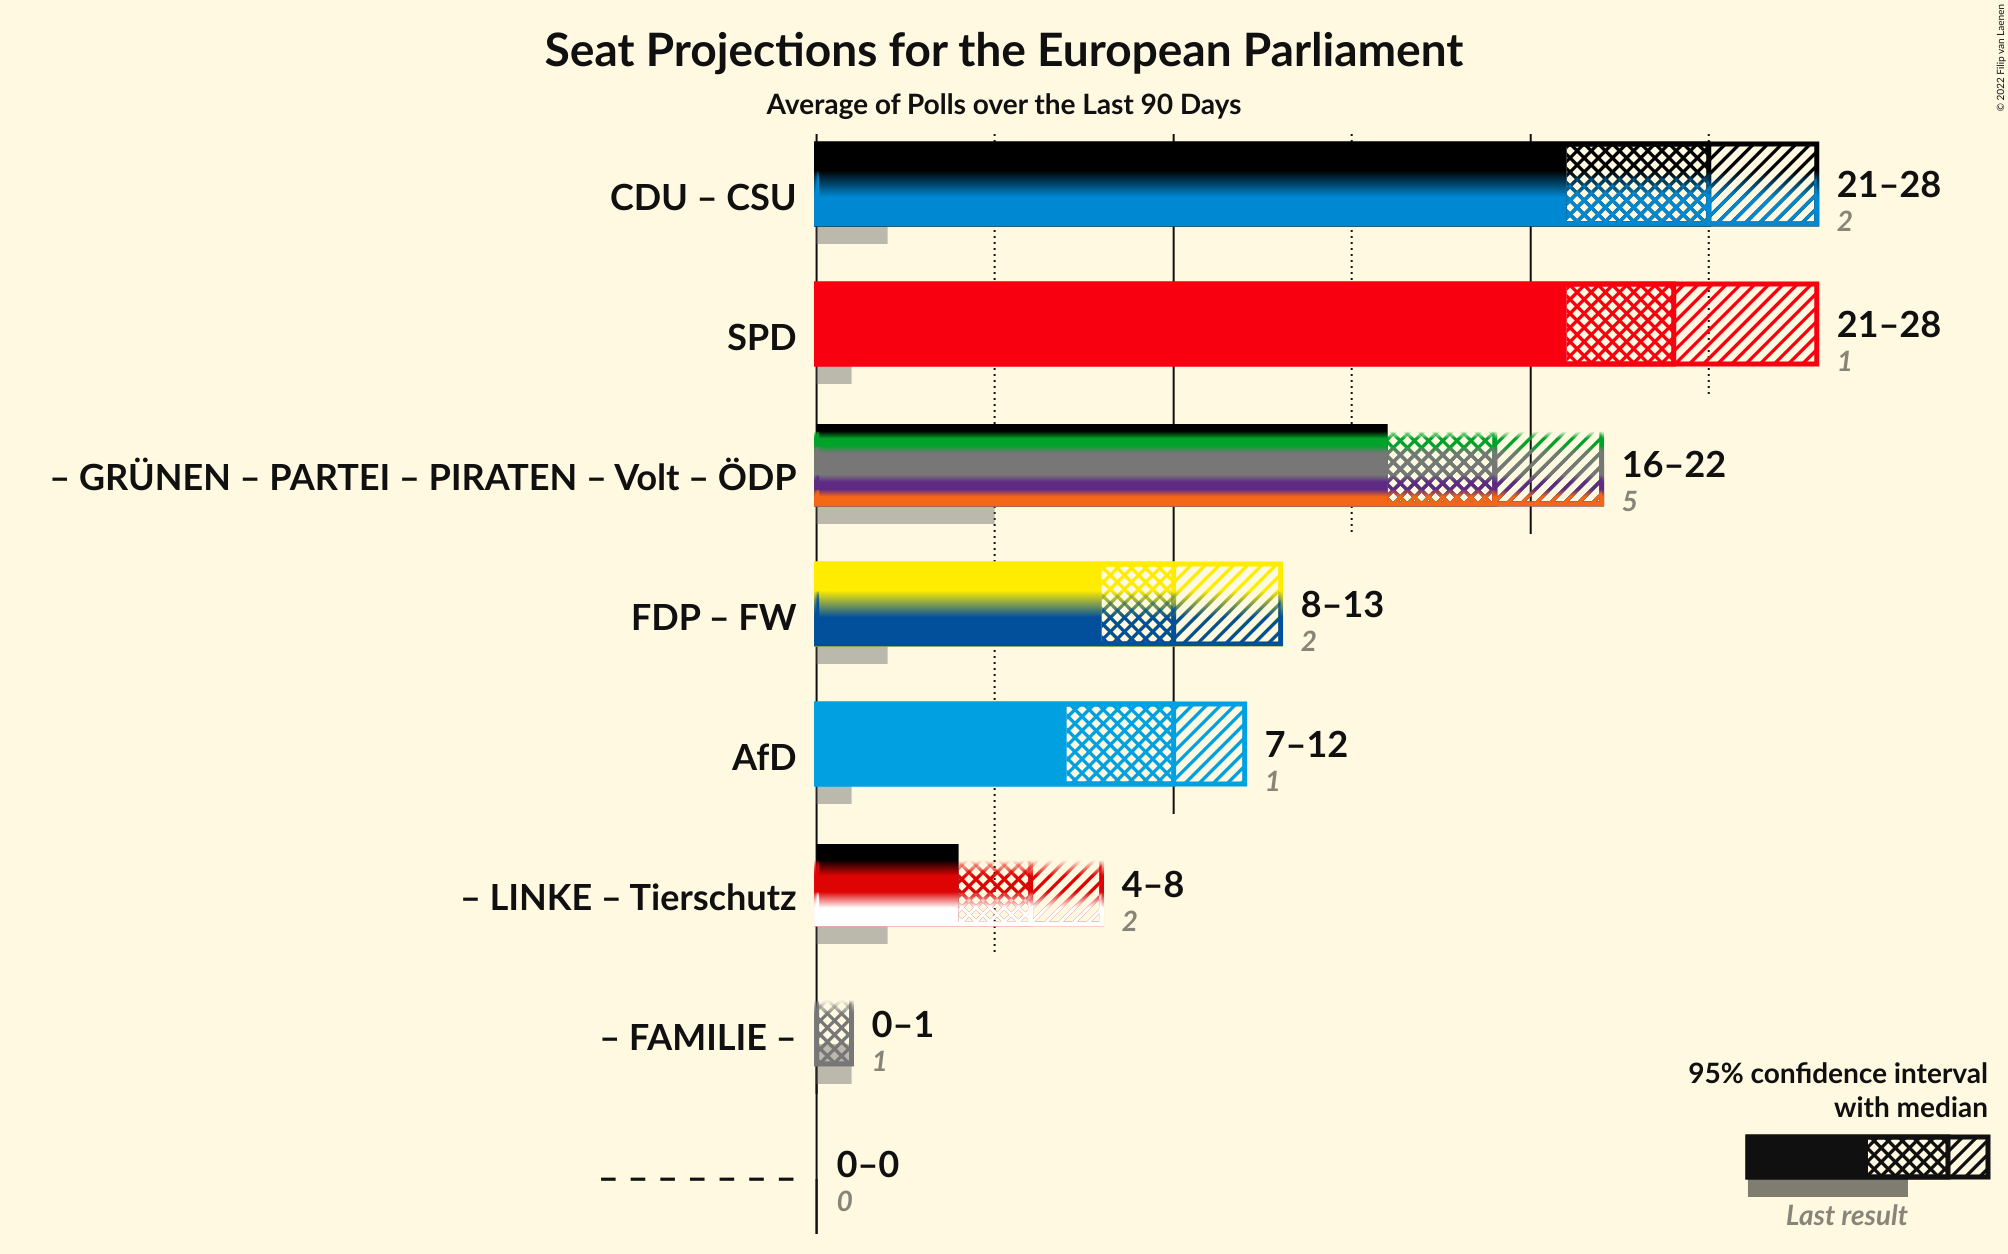 Seat Projections for the European Parliament
Average of Polls over the Last 90 Days
© 2022 Filip van Laenen
CDU – CSU
21–28
2
SPD
21–28
1
– GRÜNEN – PARTEI – PIRATEN – Volt – ÖDP
16–22
5
FDP – FW
8–13
2
AfD
7–12
1
– LINKE – Tierschutz
4–8
2
– FAMILIE –
0–1
1
– – – – – – –
0–0
0
95% confidence interval
with median
Last result